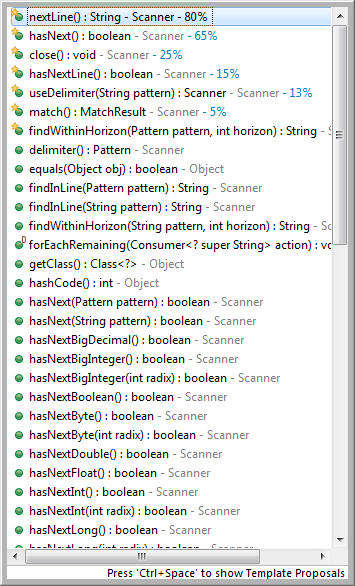 nextLine() : String - Scanner - 80%
hasNext() : boolean - Scanner - 65%
close() : void - Scanner - 25%
hasNextLine() : boolean - Scanner - 15%
useDelimiter(String pattern) : Scanner - Scanner - 13%
match() : MatchResult - Scanner - 5%
findWithinHorizon(Pattern pattern, int horizon) : String - Sc
delimiter() : Pattern - Scanner
equals(Object obj) : boolean - Object
findInLine(Pattern pattern) : String - Scanner
findInLine(String pattern) : String - Scanner
findWithinHorizon(String pattern, int horizon) : String - Sca
D forEachRemaining(Consumer<? super String> action) : vo
getClass() : Class<?> - Object
hashCode() : int - Object
hasNext(Pattern pattern) : boolean - Scanner
hasNext(String pattern) : boolean - Scanner
hasNextBigDecimal() : boolean - Scanner
hasNextBigInteger() : boolean - Scanner
hasNextBigInteger(int radix) : boolean - Scanner
hasNextBoolean() : boolean - Scanner
hasNextByte() : boolean - Scanner
hasNextByte(int radix) : boolean - Scanner
hasNextDouble() : boolean - Scanner
hasNextFloat() : boolean - Scanner
hasNextInt() : boolean - Scanner
hasNextInt(int radix) : boolean - Scanner
hasNextLong() : boolean - Scanner
hasNextLong(int radix) : boolean - Scanner
Press 'Ctrl+Space' to show Template Proposals